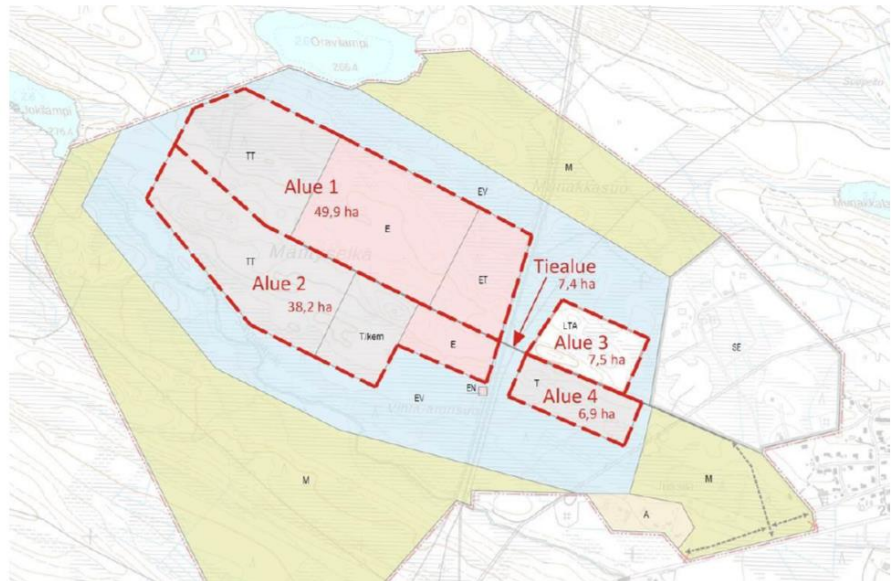 Oravilampi
255.4
TT
EV
M
Alue 1
49,9 ha
E
ET
Tiealue
7,4 ha
TT
Alue 2
38,2 ha
T/kem
E
LTA
Alue 3
7,5 ha
SE
T
Alue 4
6,9 ha
EN
EV
M
M
A